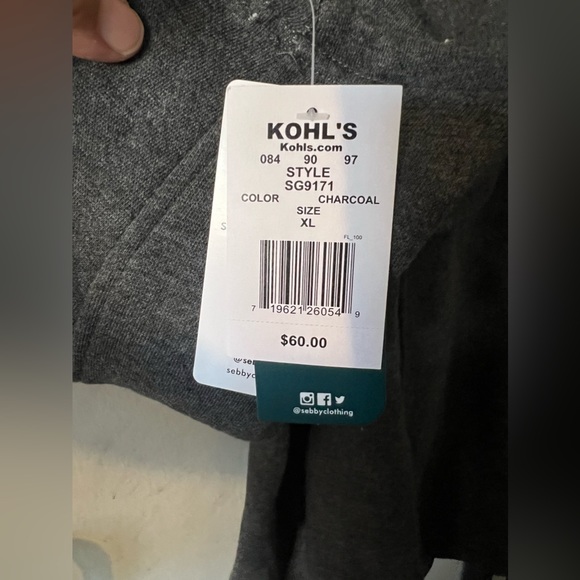 KOHL'S
Kohls.com
084 90 97
STYLE
SG9171
COLOR CHARCOAL
SIZE
XL
FL_100
7 19621 26054 9
$60.00
@sebbyclothing